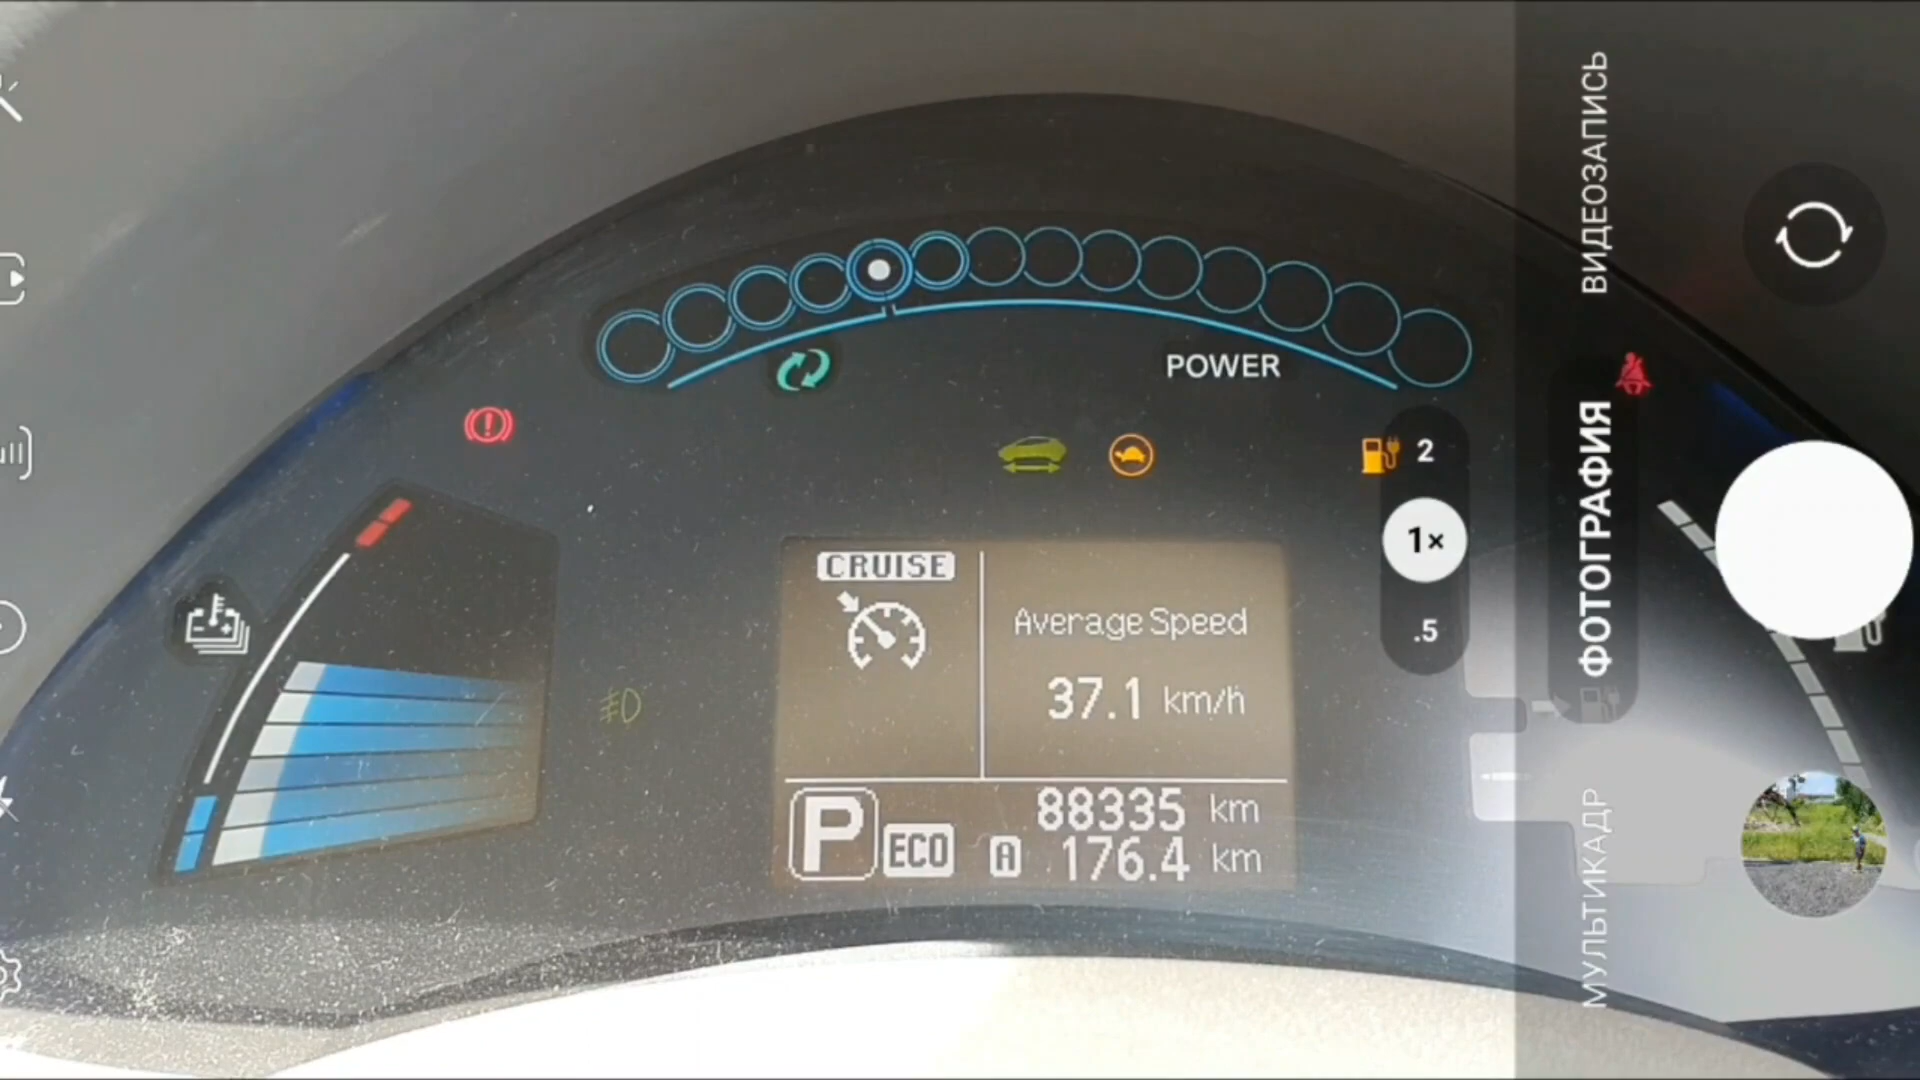 POWER
CRUISE
Average Speed
37.1 km/h
P
ECO
88335 km
A 176.4 km
2
1×
.5
ВИДЕОЗАПИСЬ
ФОТОГРАФИЯ
МУЛЬТИКАДР